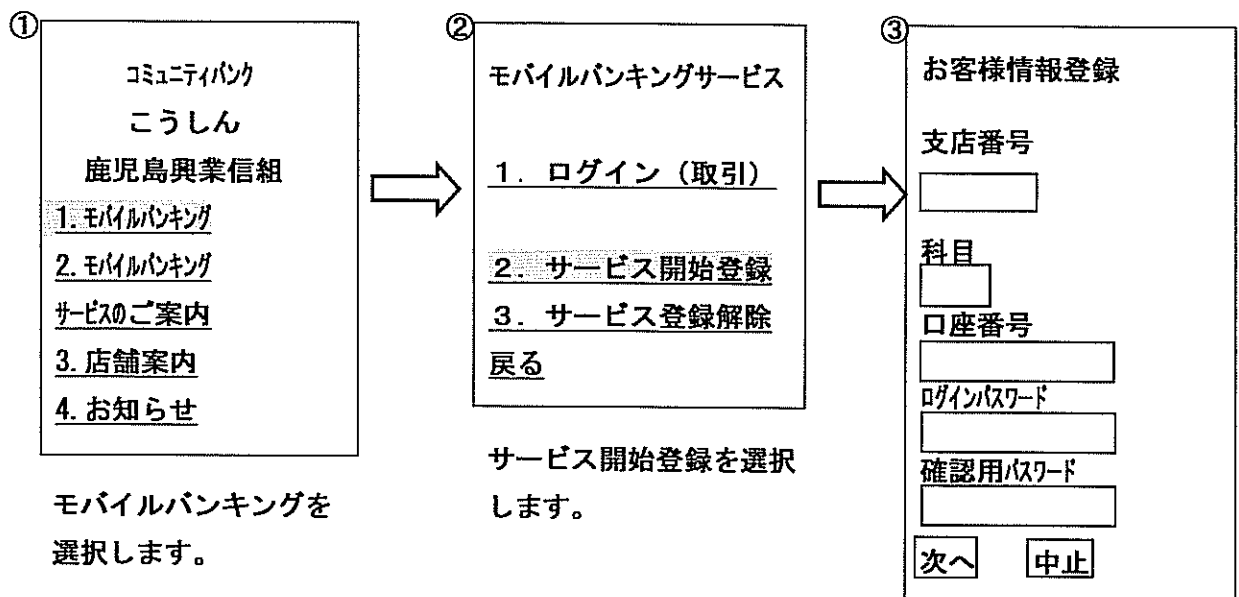 ①
コミュニティバンク
こうしん
鹿児島興業信組
1.モバイルバンキング
2.モバイルバンキング
サービスのご案内
3.店舗案内
4.お知らせ
モバイルバンキングを
選択します。
②
モバイルバンキングサービス
1．ログイン（取引）
2．サービス開始登録
3．サービス登録解除
戻る
サービス開始登録を選択
します。
③
お客様情報登録
支店番号
科目
口座番号
ログインパスワード
確認用パスワード
次へ 中止